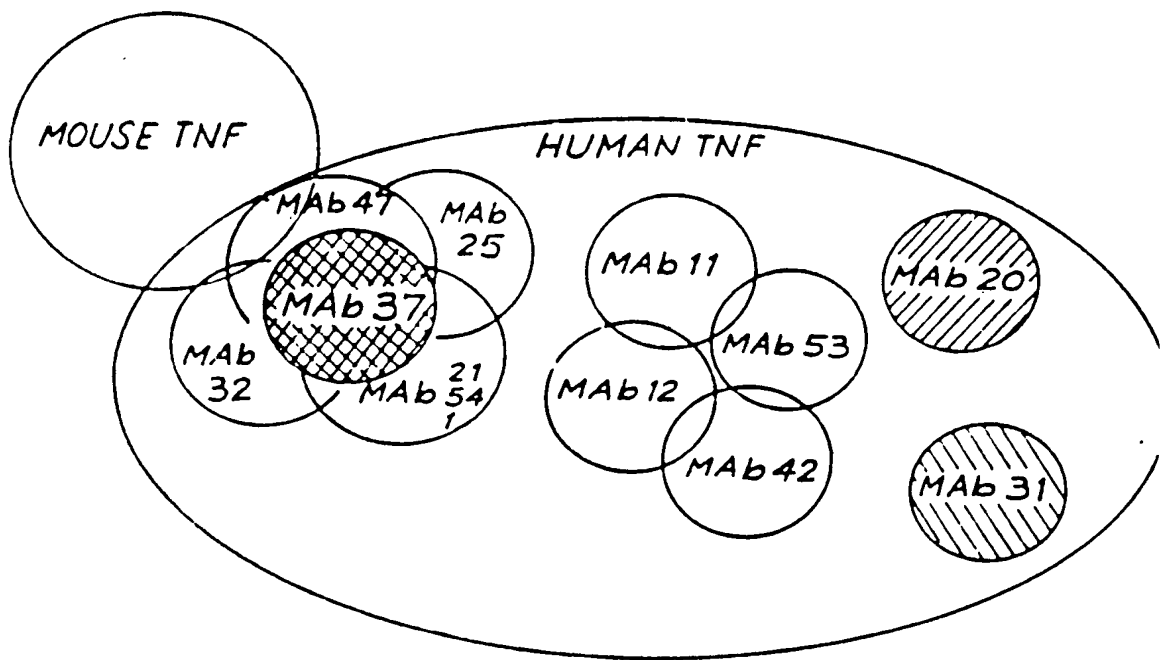 MOUSE TNF
HUMAN TNF
MAb 47
MAb
25
MAb 37
MAb
32
MAb 21
54
1
MAb 11
MAb 53
MAb 12
MAb 42
MAb 20
MAb 31